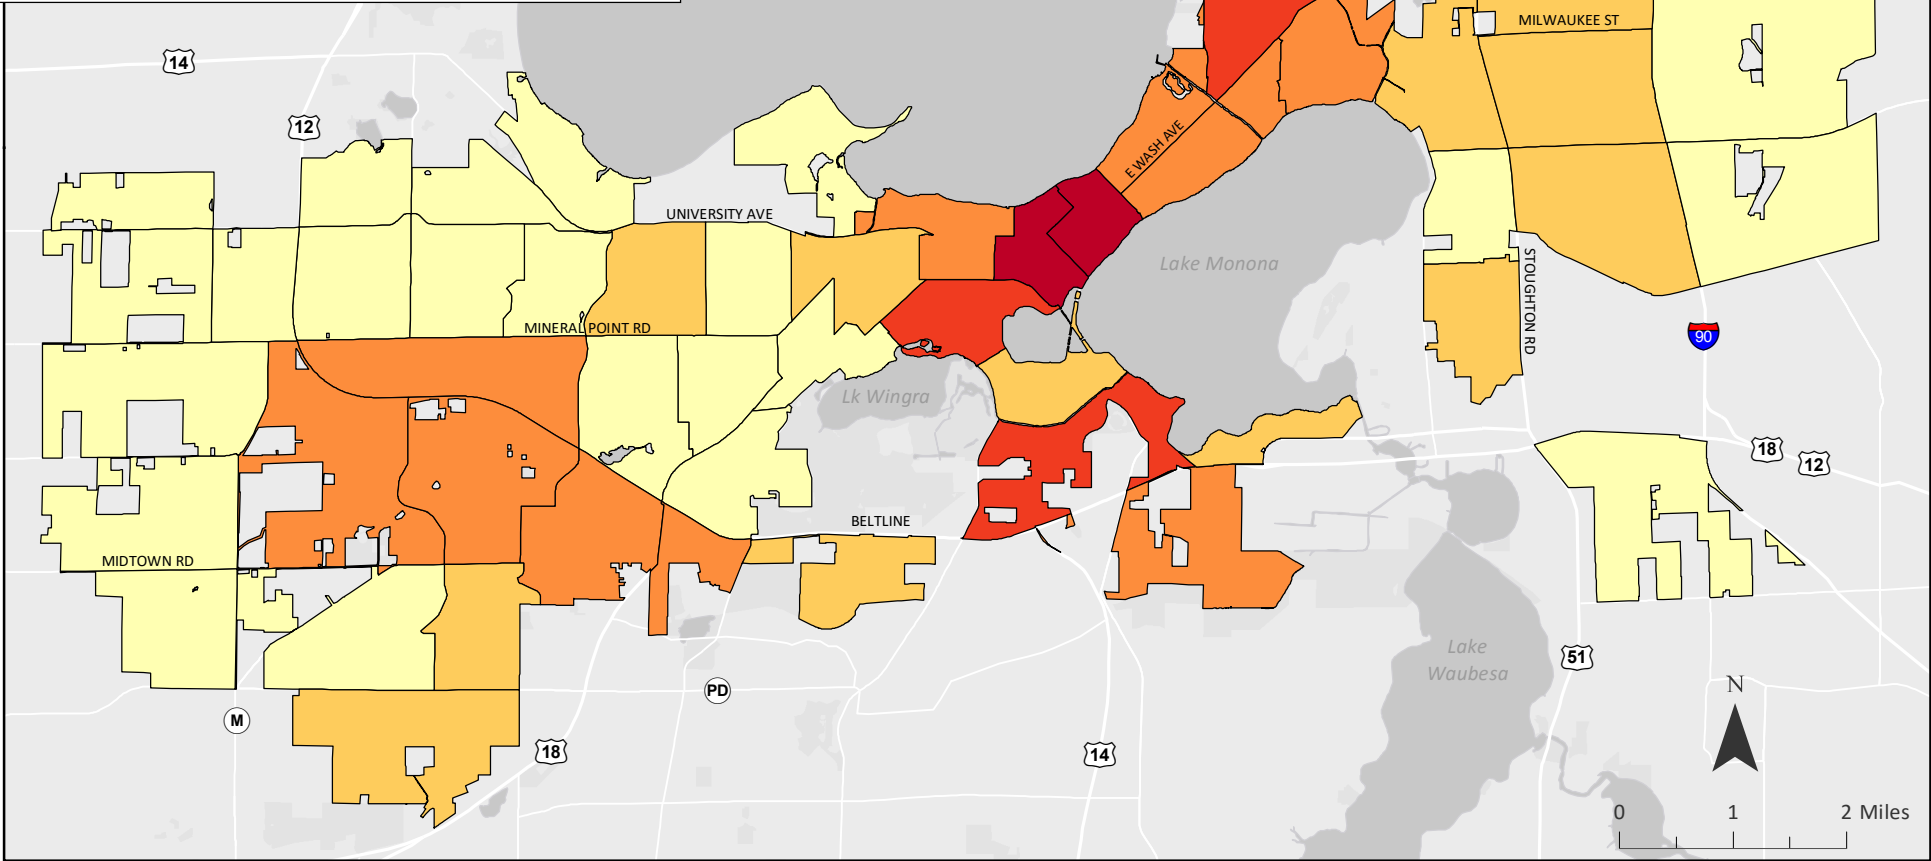 MILWAUKEE ST
14
12
E WASH AVE
UNIVERSITY AVE
Lake Monona
STOUGHTON RD
MINERAL POINT RD
90
Lk Wingra
18
12
BELTLINE
MIDTOWN RD
Lake
Waubesa
51
N
PD
M
18
14
0 1 2 Miles